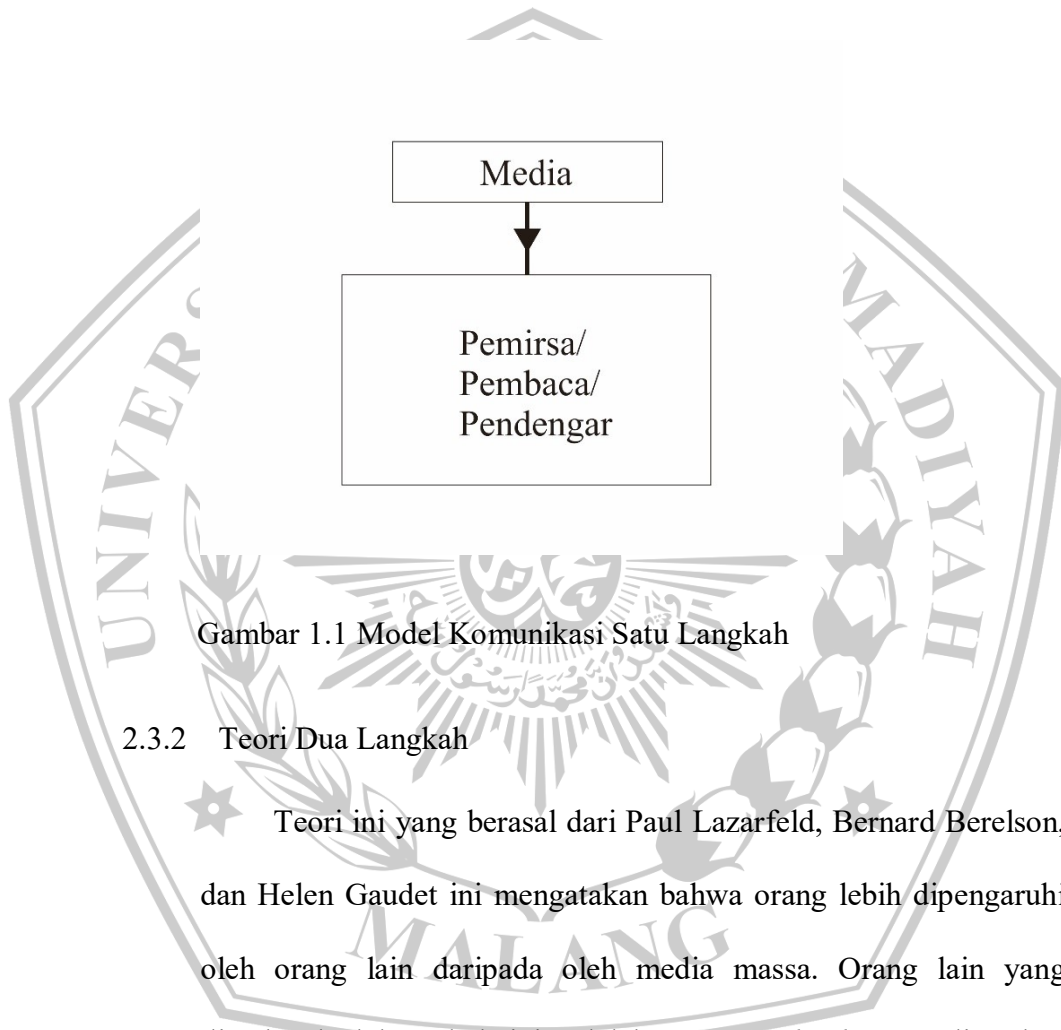 Media
Pemirsa/
Pembaca/
Pendengar
Gambar 1.1 Model Komunikasi Satu Langkah
2.3.2 Teori Dua Langkah
Teori ini yang berasal dari Paul Lazarfeld, Bernard Berelson,
dan Helen Gaudet ini mengatakan bahwa orang lebih dipengaruhi
oleh orang lain daripada oleh media massa. Orang lain yang
MALANG